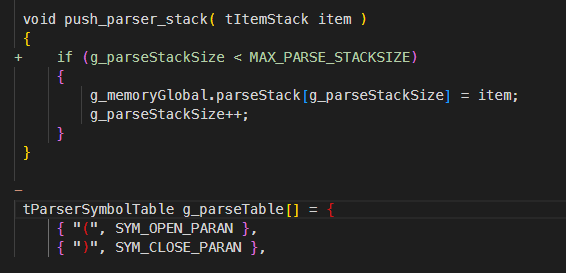 void push_parser_stack( tItemStack item )
{
+ if (g_parseStackSize < MAX_PARSE_STACKSIZE)
{
g_memoryGlobal.parseStack[g_parseStackSize] = item;
g_parseStackSize++;
}
}
−
tParserSymbolTable g_parseTable[] = {
{ "(", SYM_OPEN_PARAN },
{ ")", SYM_CLOSE_PARAN },